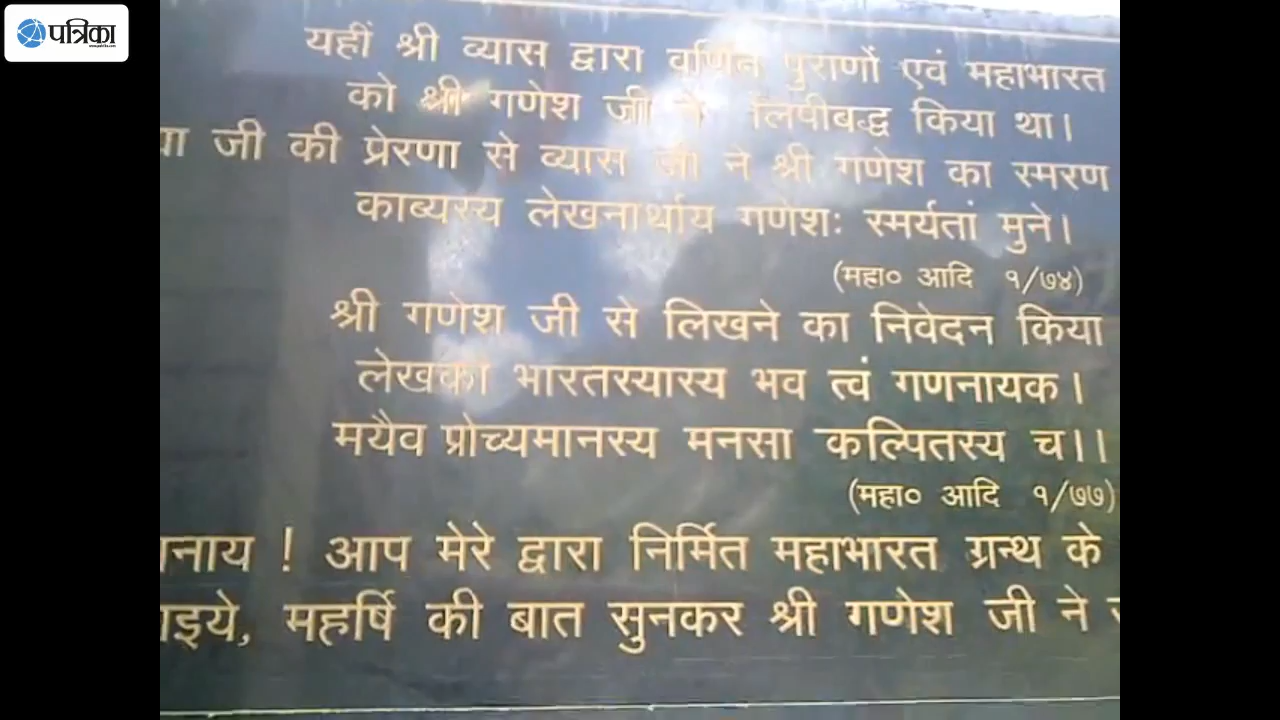 पत्रिका
यहीं श्री व्यास द्वारा वर्णित पुराणों एवं महाभारत
को श्री गणेश जी ने लिपीबद्ध किया था।
जी की प्रेरणा से व्यास जी ने श्री गणेश का स्मरण
काब्यस्य लेखनार्थाय गणेशः स्मर्यतां मुने।
(महा० आदि १/७४)
श्री गणेश जी से लिखने का निवेदन किया
लेखको भारतस्यास्य भव त्वं गणनायक।
मयैव प्रोच्यमानस्य मनसा कल्पितस्य च।।
(महा० आदि १/७७)
! आप मेरे द्वारा निर्मित महाभारत ग्रन्थ के
महर्षि की बात सुनकर श्री गणेश जी ने